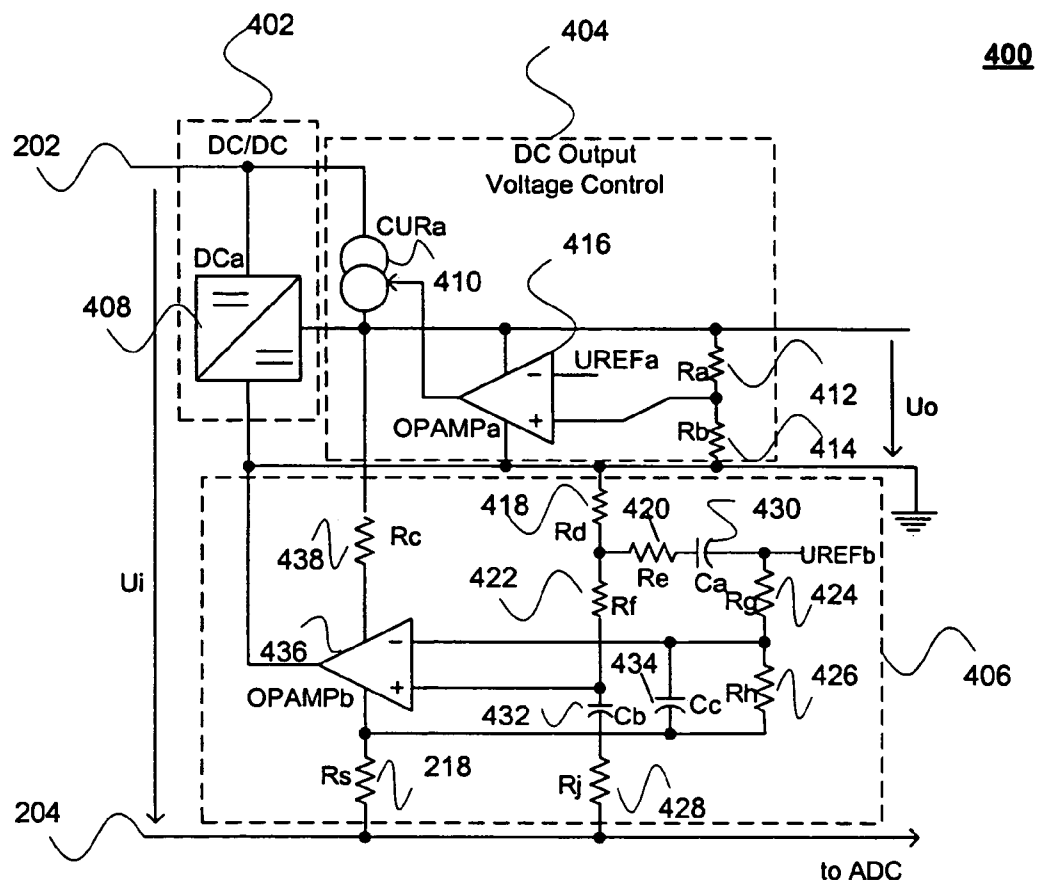 402
404
400
202
DC/DC
DC Output
Voltage Control
CURa
416
DCa
410
408
UREFa
Ra
412
Uo
OPAMPa
Rb
414
418
420
430
Rd
438
Rc
UREFb
Re
Ca
Ui
422
Rf
Rg
424
436
434
426
406
OPAMPb
432
Cb
Cc
Rh
Rs
218
Rj
428
204
to ADC
− +
− +